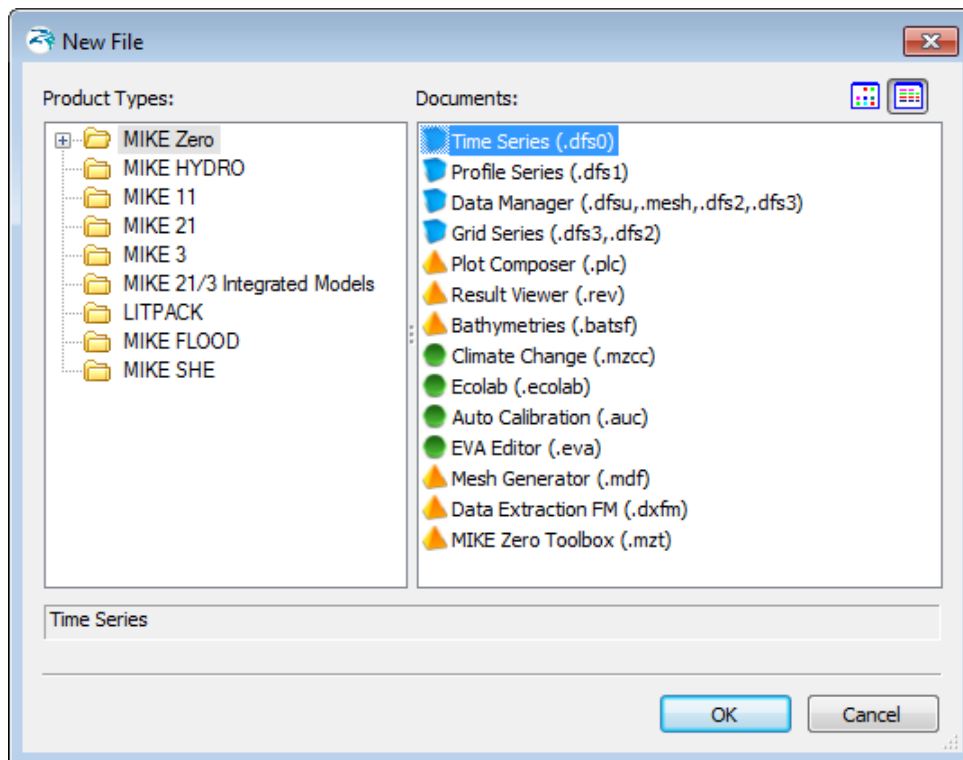 New File
Product Types:
Documents:
MIKE Zero
MIKE HYDRO
MIKE 11
MIKE 21
MIKE 3
MIKE 21/3 Integrated Models
LITPACK
MIKE FLOOD
MIKE SHE
Time Series (.dfs0)
Profile Series (.dfs1)
Data Manager (.dfsu,.mesh,.dfs2,.dfs3)
Grid Series (.dfs3,.dfs2)
Plot Composer (.plc)
Result Viewer (.rev)
Bathymetries (.batsf)
Climate Change (.mzcc)
Ecolab (.ecolab)
Auto Calibration (.auc)
EVA Editor (.eva)
Mesh Generator (.mdf)
Data Extraction FM (.dxfm)
MIKE Zero Toolbox (.mzt)
Time Series
OK
Cancel